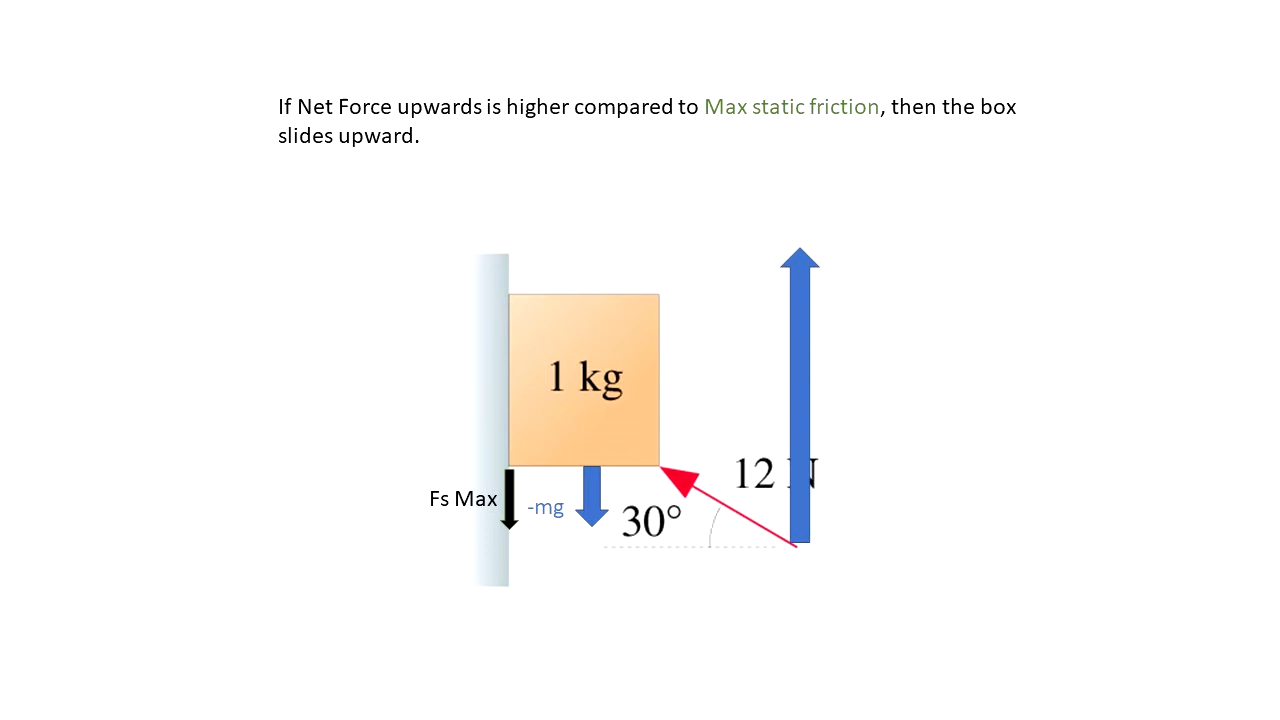 If Net Force upwards is higher compared to Max static friction, then the box
slides upward.
1 kg
12 N
Fs Max
-mg
30°